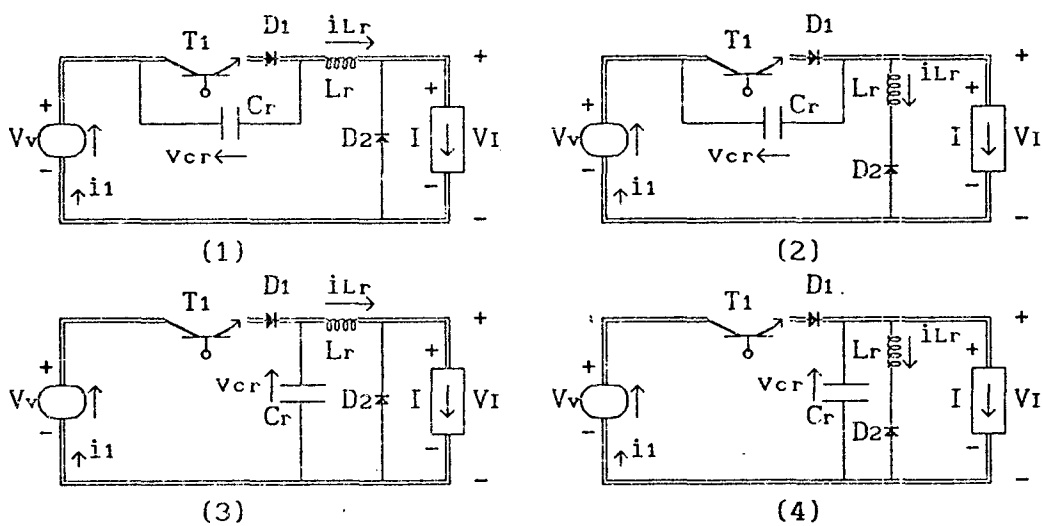 D1 iLr
T1 + Lr
+ Cr +
Vv D2 I VI
vcr
- i1 - -
(1)
D1
T1 + iLr
+ Cr Lr +
Vv I VI
vcr
D2
- i1 - -
(2)
D1 iLr
T1 +
Lr
+ vcr +
Vv Cr D2 I VI
- i1 - -
(3)
D1
T1 + iLr
Lr
+ vcr +
Vv Cr I VI
D2
- i1 - -
(4)